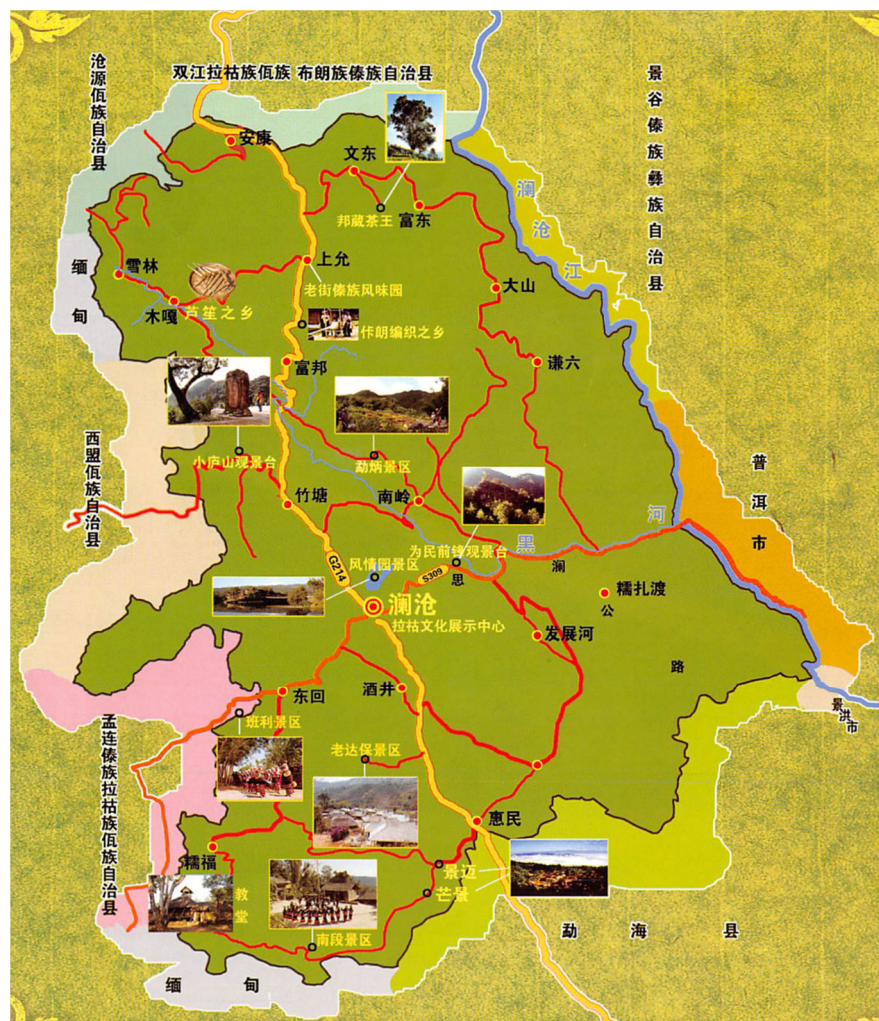 双江拉祜族佤族 布朗族傣族自治县
沧源佤族自治县
景谷傣族彝族自治县
安康
文东
邦崴茶王
富东
澜沧江
缅甸
雪林
上允
老街傣族风味园
大山
木嘎
芦笙之乡
佧朗编织之乡
富邦
谦六
西盟佤族自治县
小庐山观景台
勐炳景区
普洱市
竹塘
南岭
黑河
为民前锋观景台
G214
风情园景区
S309
思澜公路
糯扎渡
澜沧
拉祜文化展示中心
发展河
东回
酒井
班利景区
景洪市
孟连傣族拉祜族佤族自治县
老达保景区
惠民
糯福
景迈
芒景
教堂
南段景区
勐海县
缅甸